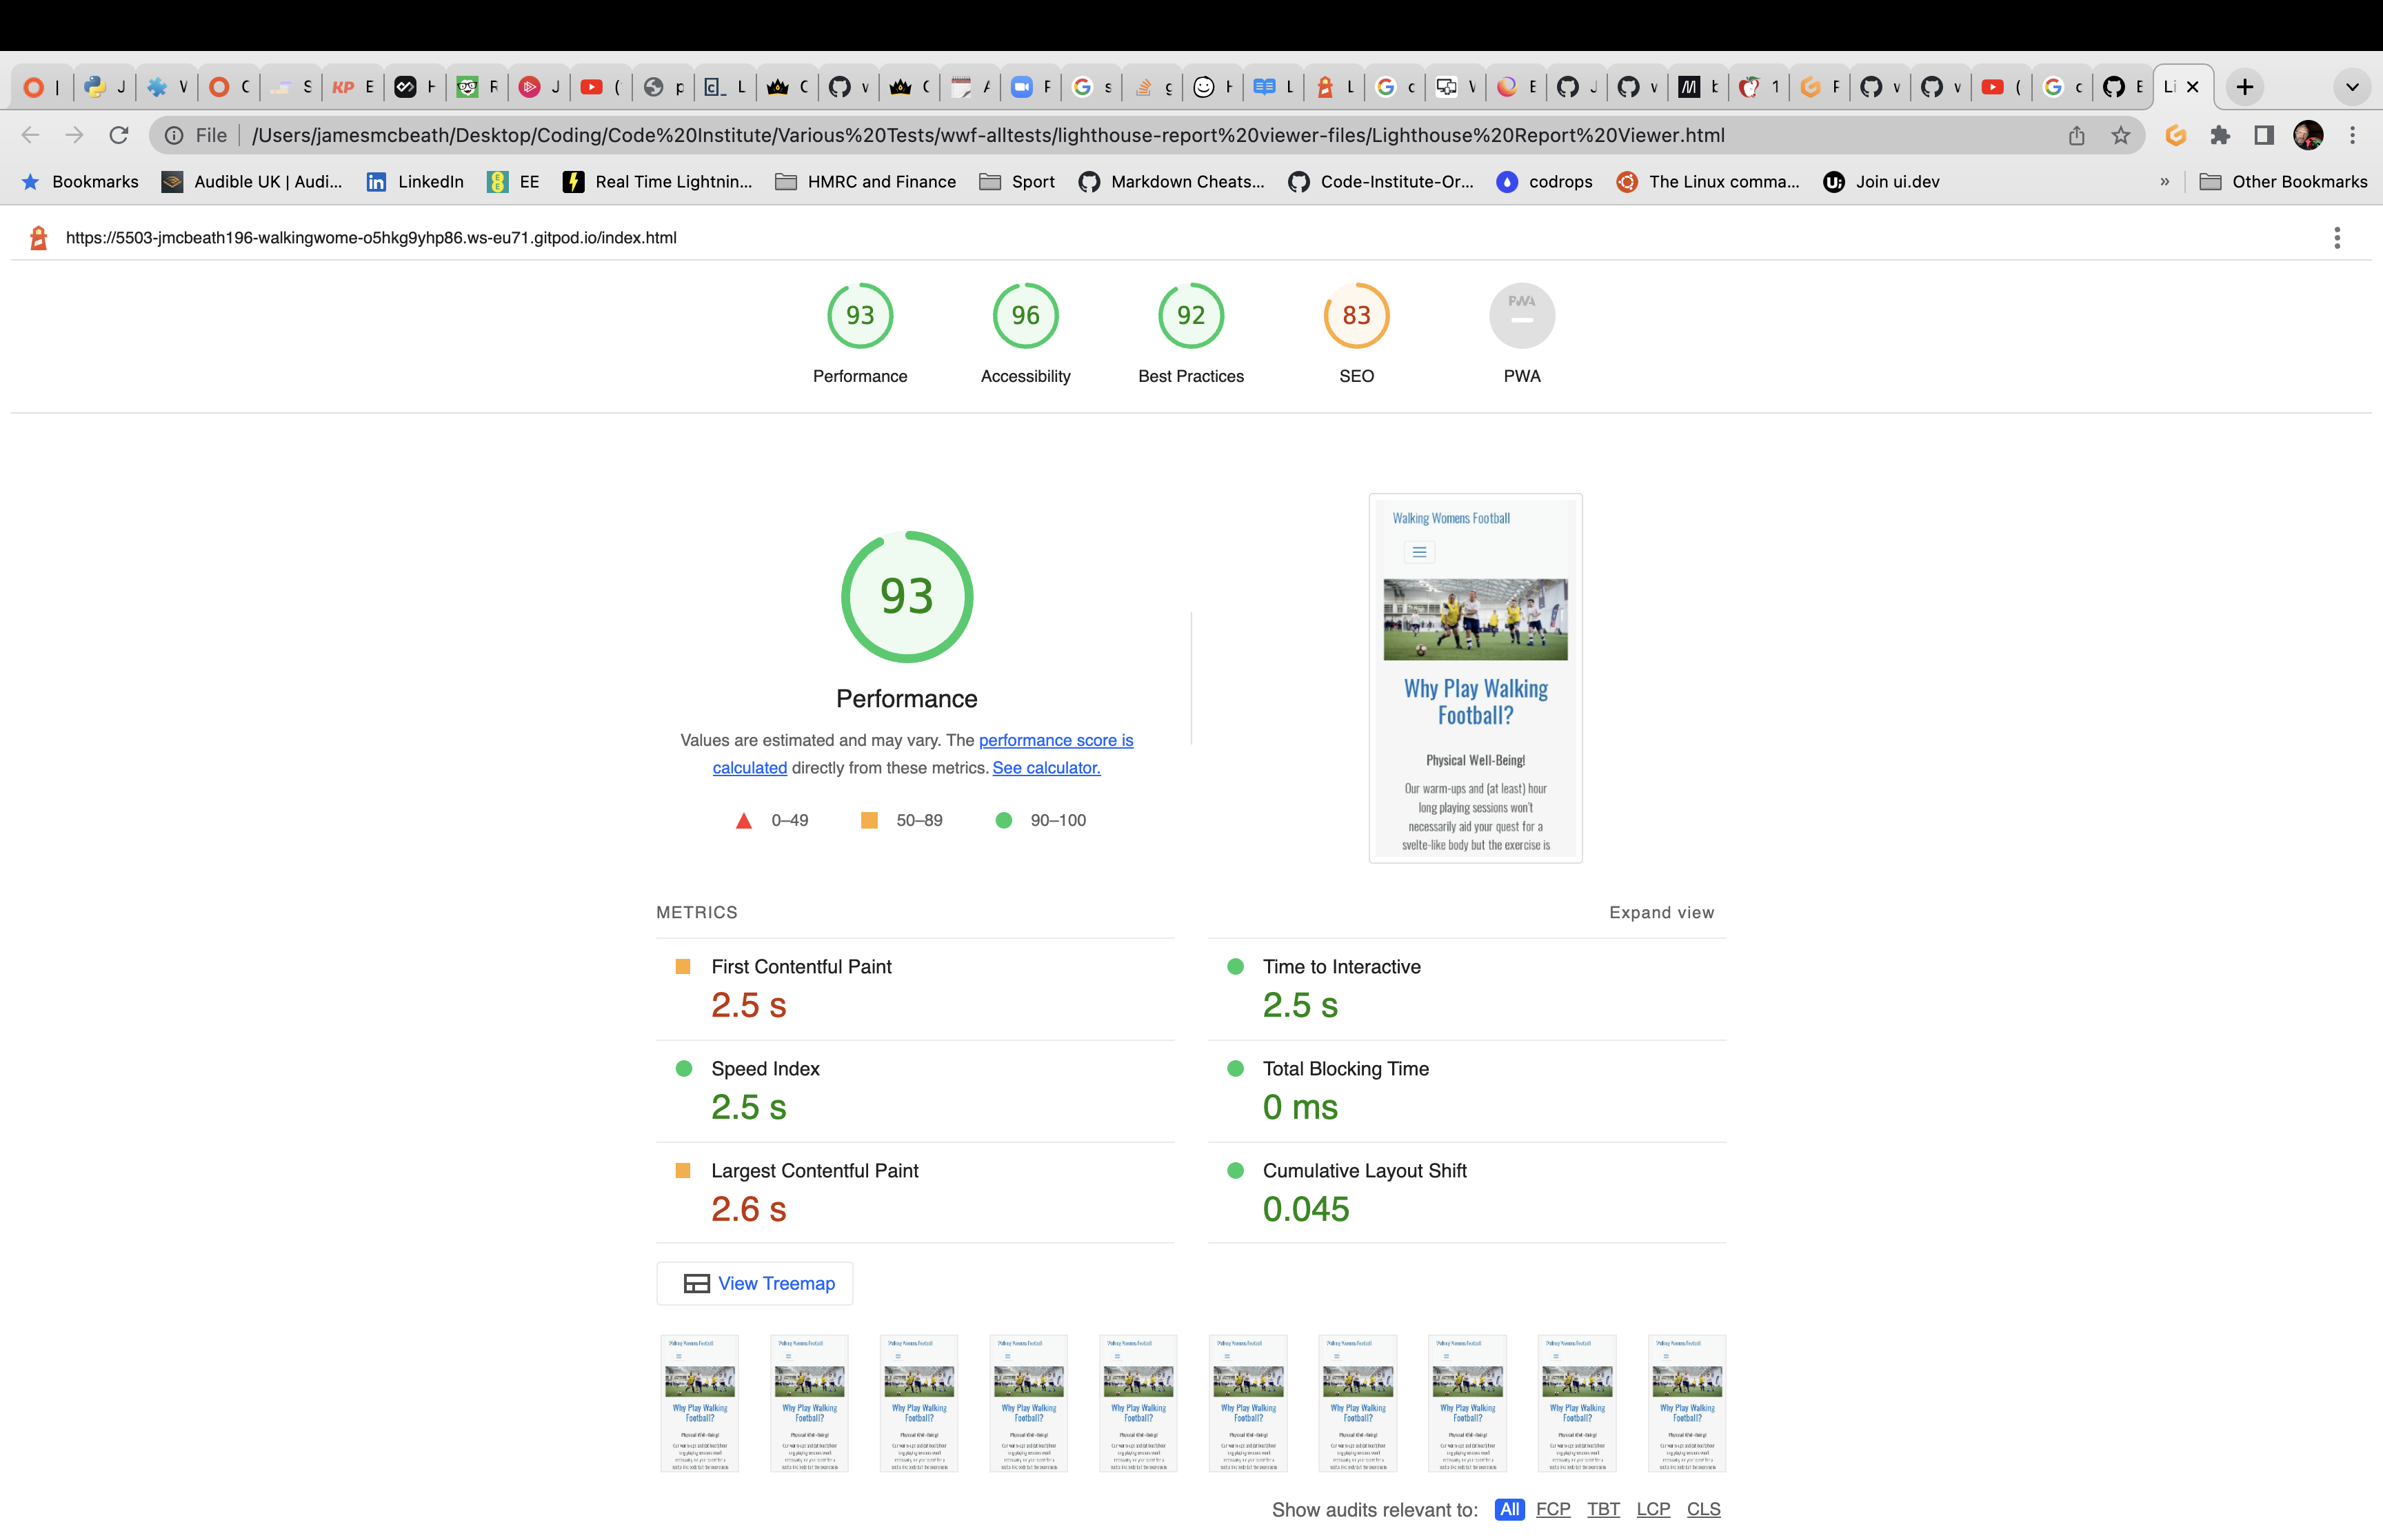 File /Users/jamesmcbeath/Desktop/Coding/Code%20Institute/Various%20Tests/wwf-alltests/lighthouse-report%20viewer-files/Lighthouse%20Report%20Viewer.html
Bookmarks Audible UK | Audi... LinkedIn EE Real Time Lightnin... HMRC and Finance Sport Markdown Cheats... Code-Institute-Or... codrops The Linux comma... Join ui.dev » Other Bookmarks
https://5503-jmcbeath196-walkingwome-o5hkg9yhp86.ws-eu71.gitpod.io/index.html
93 96 92 83 PWA
Performance Accessibility Best Practices SEO PWA
93
Performance
Values are estimated and may vary. The performance score is
calculated directly from these metrics. See calculator.
0–49 50–89 90–100
Walking Womens Football
Why Play Walking
Football?
Physical Well-Being!
Our warm-ups and (at least) hour
long playing sessions won't
necessarily aid your quest for a
svelte-like body but the exercise is
METRICS Expand view
First Contentful Paint
2.5 s
Time to Interactive
2.5 s
Speed Index
2.5 s
Total Blocking Time
0 ms
Largest Contentful Paint
2.6 s
Cumulative Layout Shift
0.045
View Treemap
Show audits relevant to: All FCP TBT LCP CLS